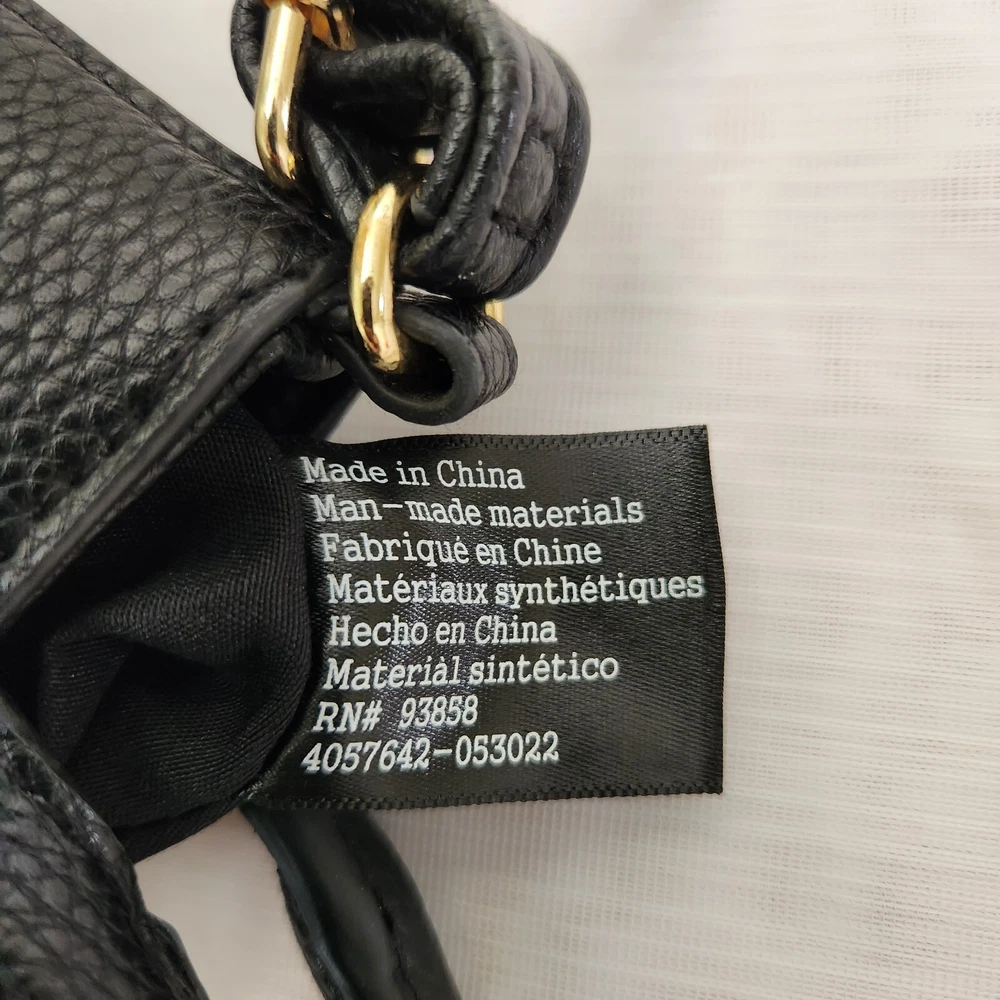 Made in China
Man-made materials
Fabriqué en Chine
Matériaux synthétiques
Hecho en China
Materiàl sintético
RN# 93858
4057642-053022